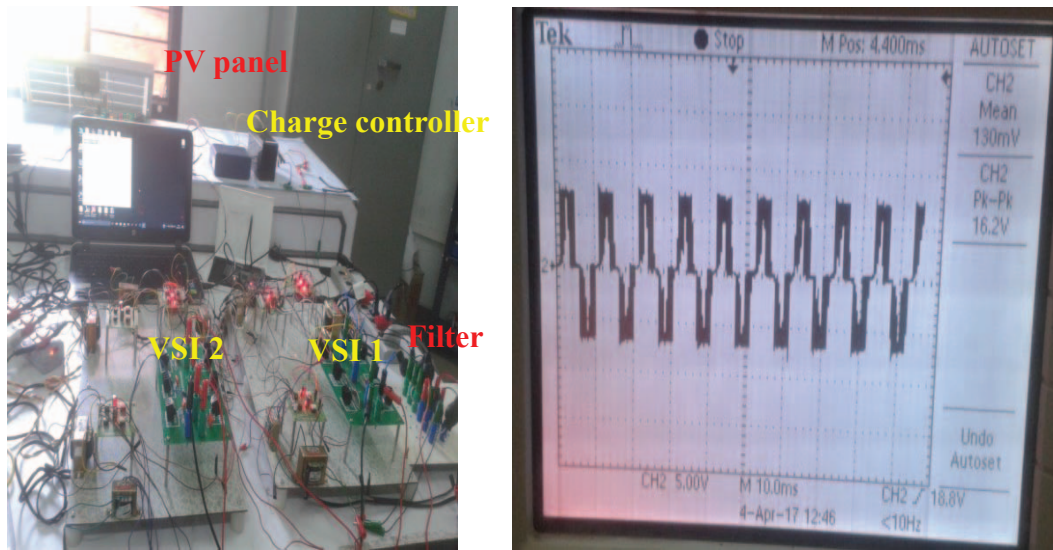 PV panel
Charge controller
VSI 2
VSI 1
Filter
Tek
Stop
M Pos: 4.400ms
AUTOSET
CH2
Mean
130mV
CH2
Pk-Pk
16.2V
2
Undo
Autoset
CH2 5.00V
M 10.0ms
CH2 18.8V
4-Apr-17 12:46
<10Hz